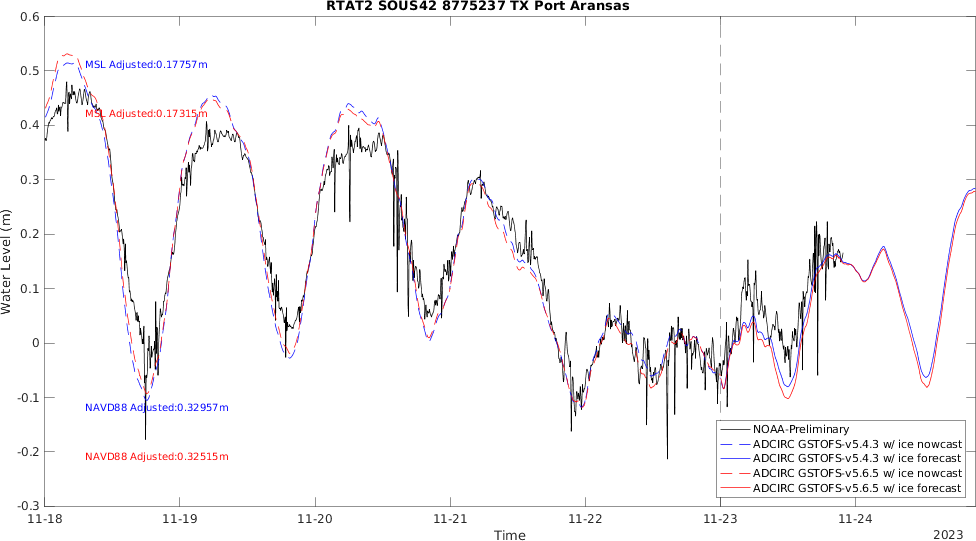 RTAT2 SOUS42 8775237 TX Port Aransas
0.6
0.5
0.4
0.3
0.2
0.1
0
-0.1
-0.2
-0.3
Water Level (m)
MSL Adjusted:0.17757m
MSL Adjusted:0.17315m
NAVD88 Adjusted:0.32957m
NAVD88 Adjusted:0.32515m
NOAA-Preliminary
ADCIRC GSTOFS-v5.4.3 w/ ice nowcast
ADCIRC GSTOFS-v5.4.3 w/ ice forecast
ADCIRC GSTOFS-v5.6.5 w/ ice nowcast
ADCIRC GSTOFS-v5.6.5 w/ ice forecast
11-18 11-19 11-20 11-21 11-22 11-23 11-24
Time
2023